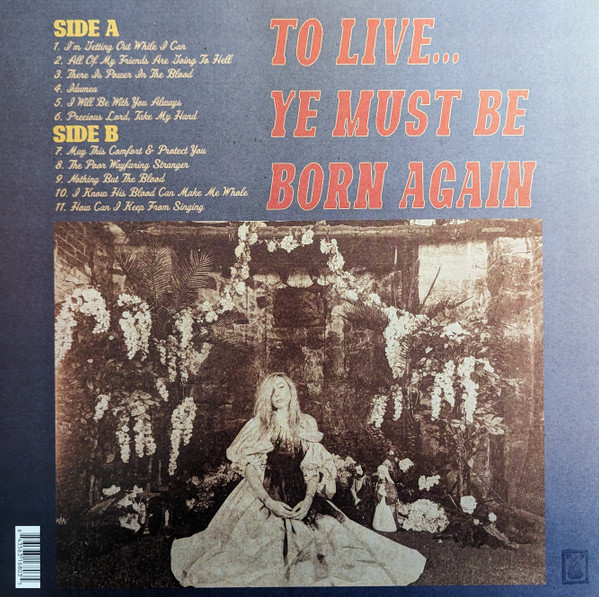 SIDE A
1. I'm Getting Out While I Can
2. All Of My Friends Are Going To Hell
3. There Is Power In The Blood
4. Idumea
5. I Will Be With You Always
6. Precious Lord, Take My Hand
SIDE B
7. May This Comfort & Protect You
8. The Poor Wayfaring Stranger
9. Nothing But The Blood
10. I Know His Blood Can Make Me Whole
11. How Can I Keep From Singing
TO LIVE...
YE MUST BE
BORN AGAIN